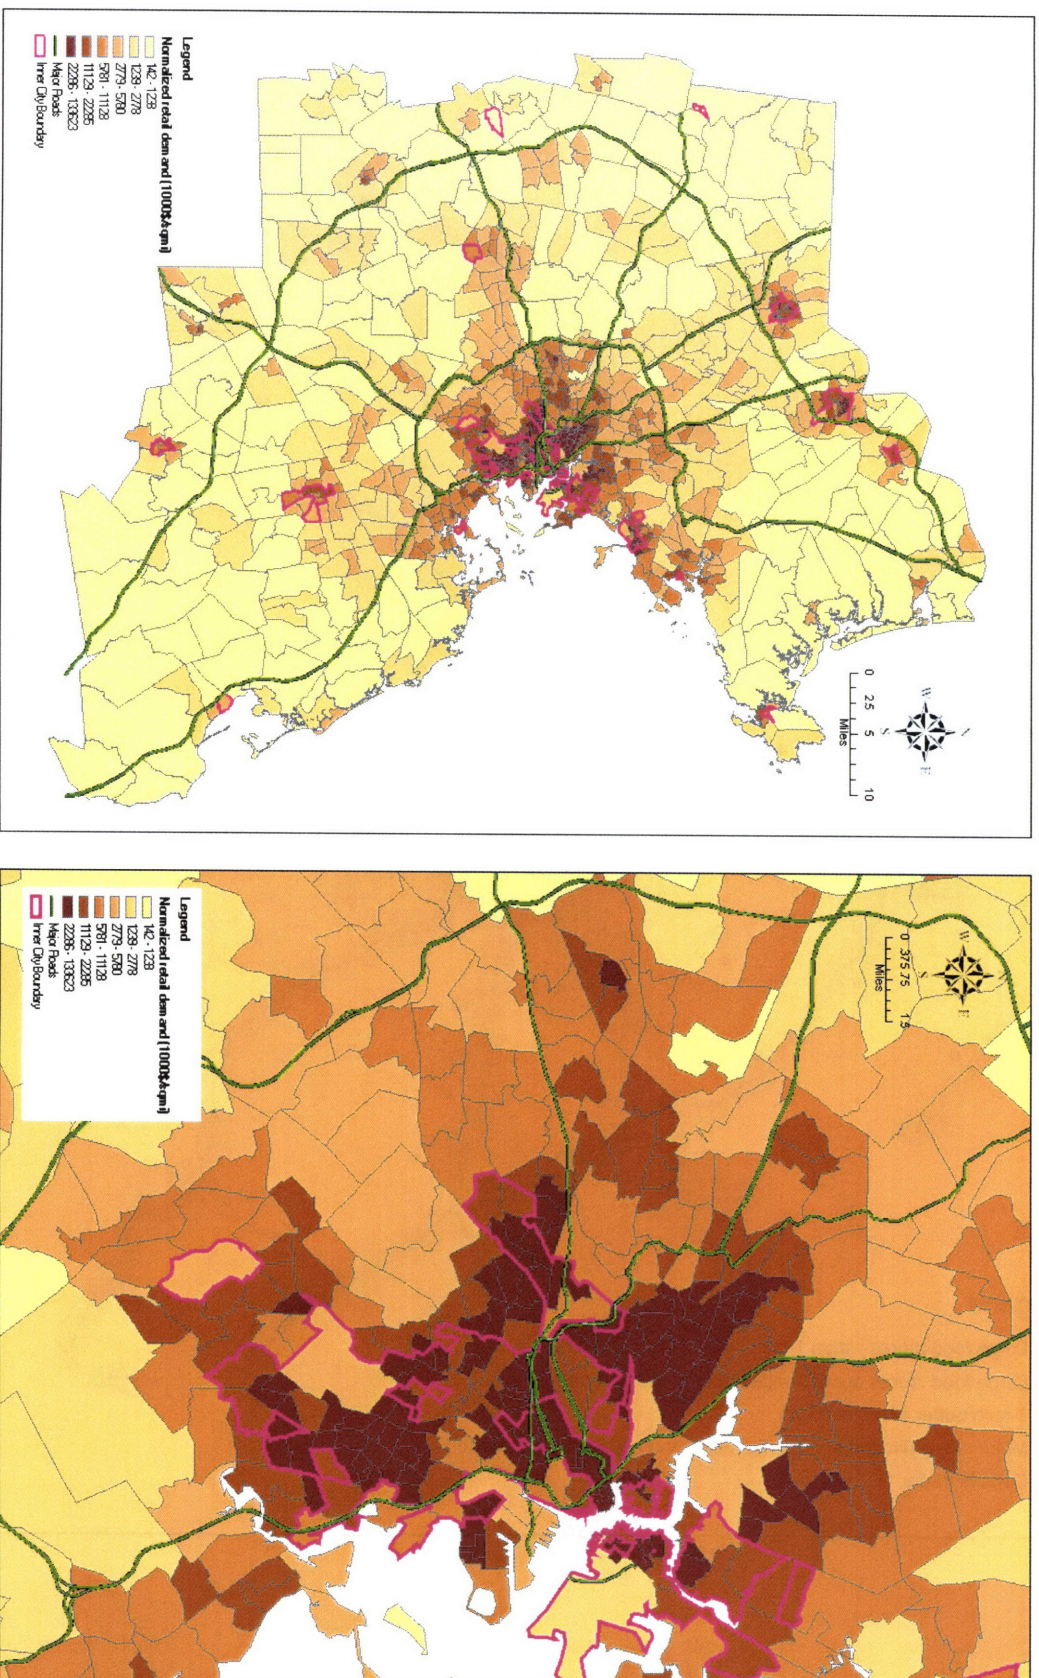 Legend
Normalized retail demand (1000$/sqmi)
142 - 1238
1239 - 2778
2779 - 5780
5781 - 11128
11129 - 22285
22286 - 133623
Major Roads
Inner City Boundary
N
W
E
S
0 2.5 5 10
Miles
Legend
Normalized retail demand (1000$/sqmi)
142 - 1238
1239 - 2778
2779 - 5780
5781 - 11128
11129 - 22285
22286 - 133623
Major Roads
Inner City Boundary
W
E
S
0 .375 .75 1.5
Miles